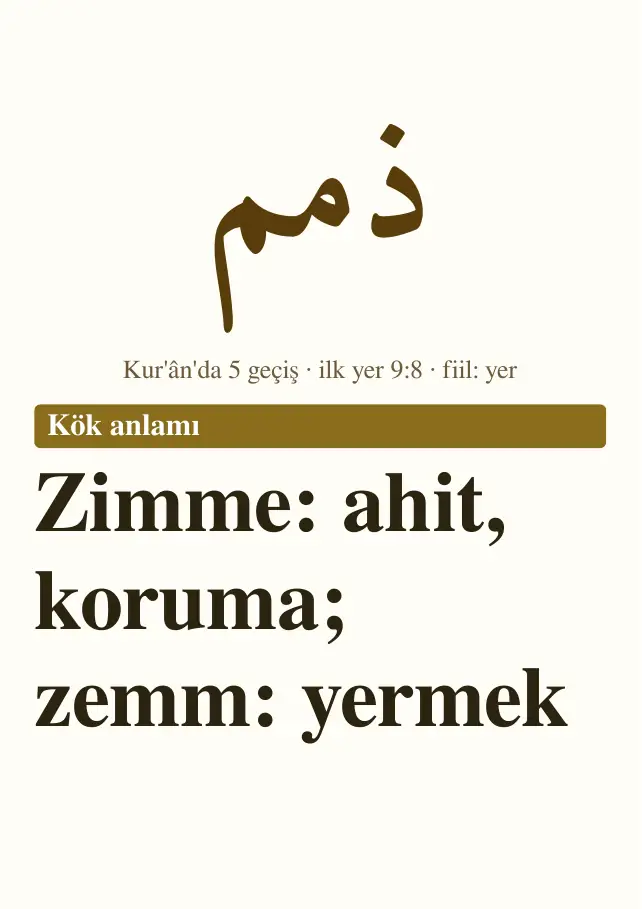 ذمم
Kur'ân'da 5 geçiş · ilk yer 9:8 · fiil: yer
Kök anlamı
Zimme: ahit,
koruma;
zemm: yermek